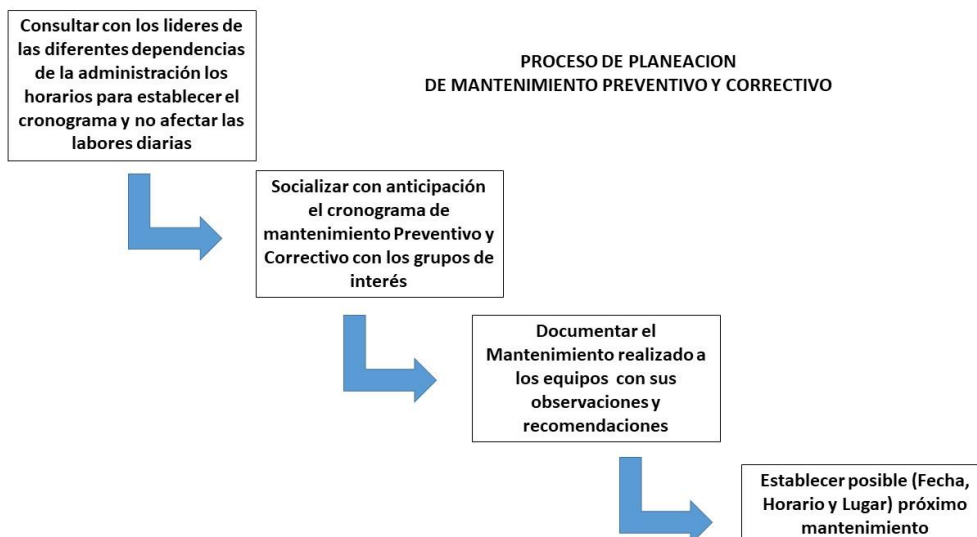 Consultar con los lideres de
las diferentes dependencias
de la administración los
horarios para establecer el
cronograma y no afectar las
labores diarias
PROCESO DE PLANEACION
DE MANTENIMIENTO PREVENTIVO Y CORRECTIVO
Socializar con anticipación
el cronograma de
mantenimiento Preventivo y
Correctivo con los grupos de
interés
Documentar el
Mantenimiento realizado a
los equipos con sus
observaciones y
recomendaciones
Establecer posible (Fecha,
Horario y Lugar) próximo
mantenimiento